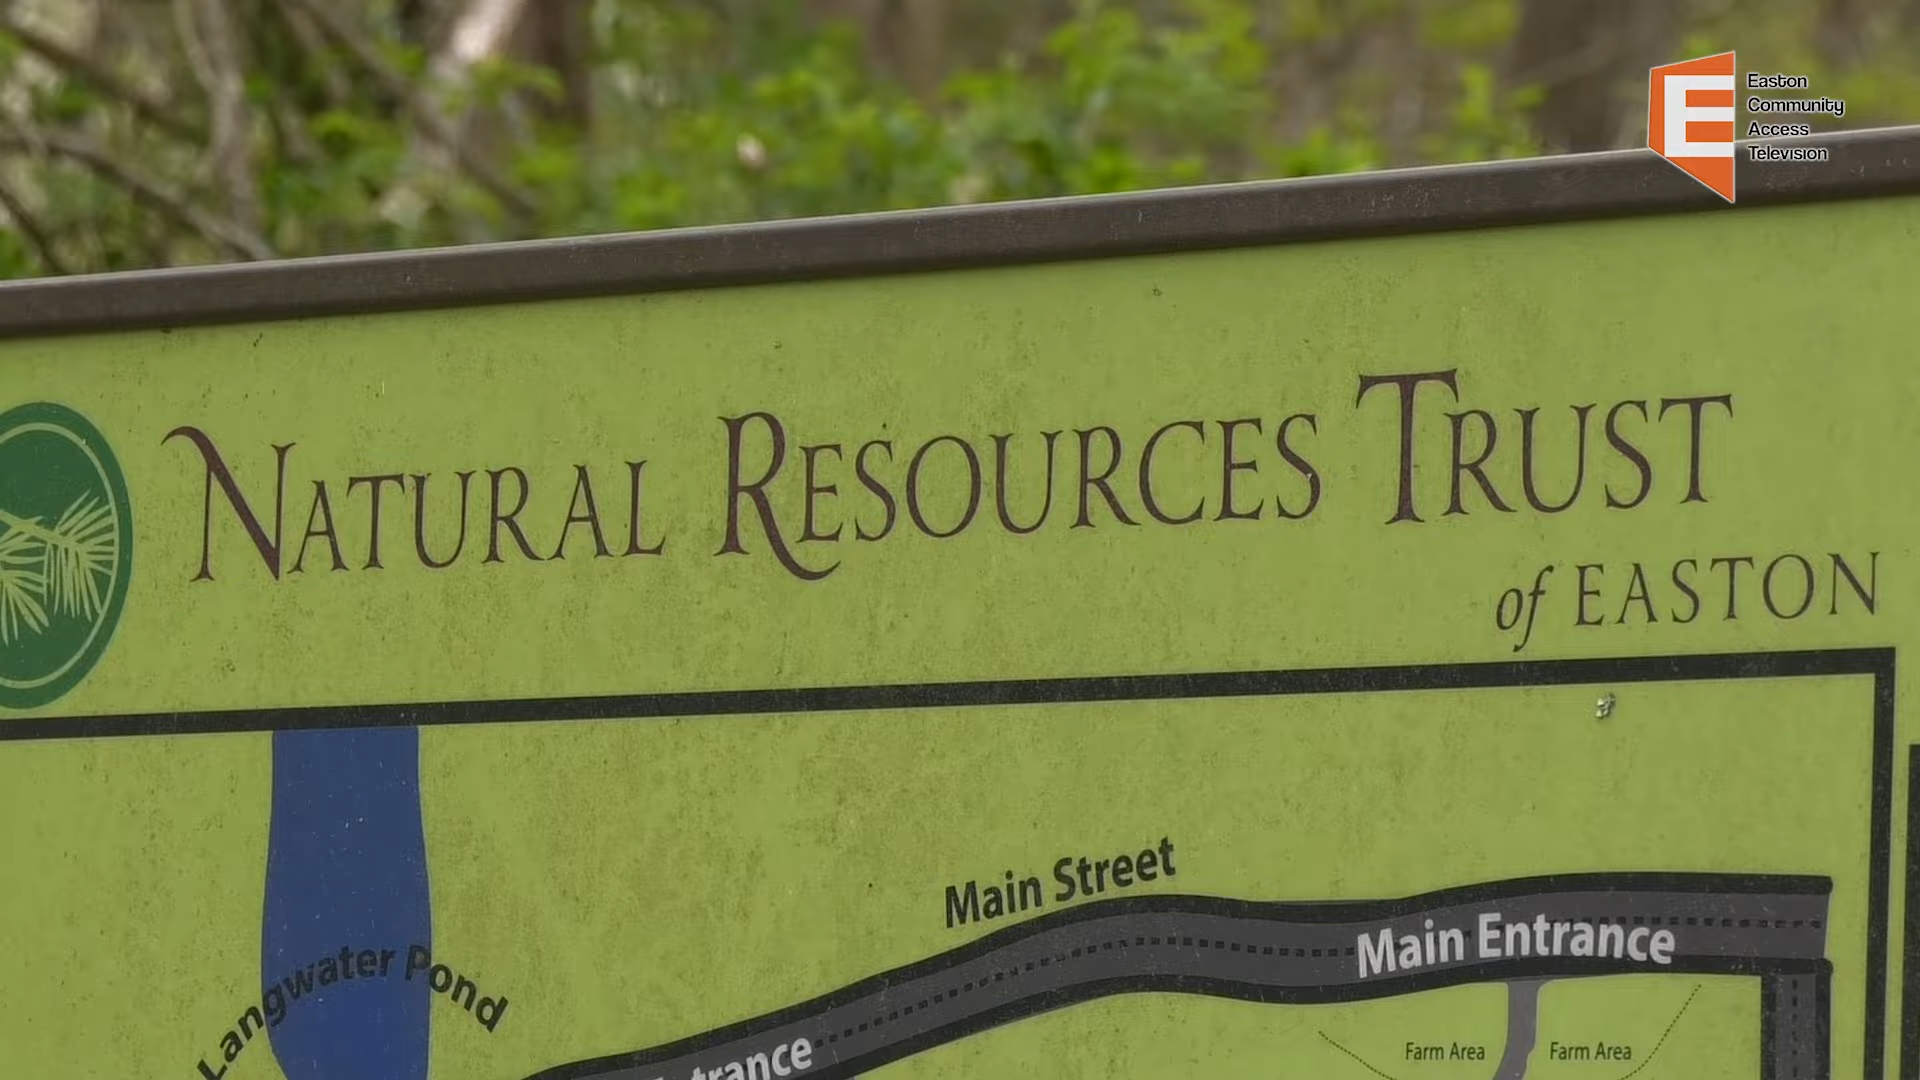 Easton
Community
Access
Television
NATURAL RESOURCES TRUST
of EASTON
Main Street
Main Entrance
Langwater Pond
Farm Area
Farm Area